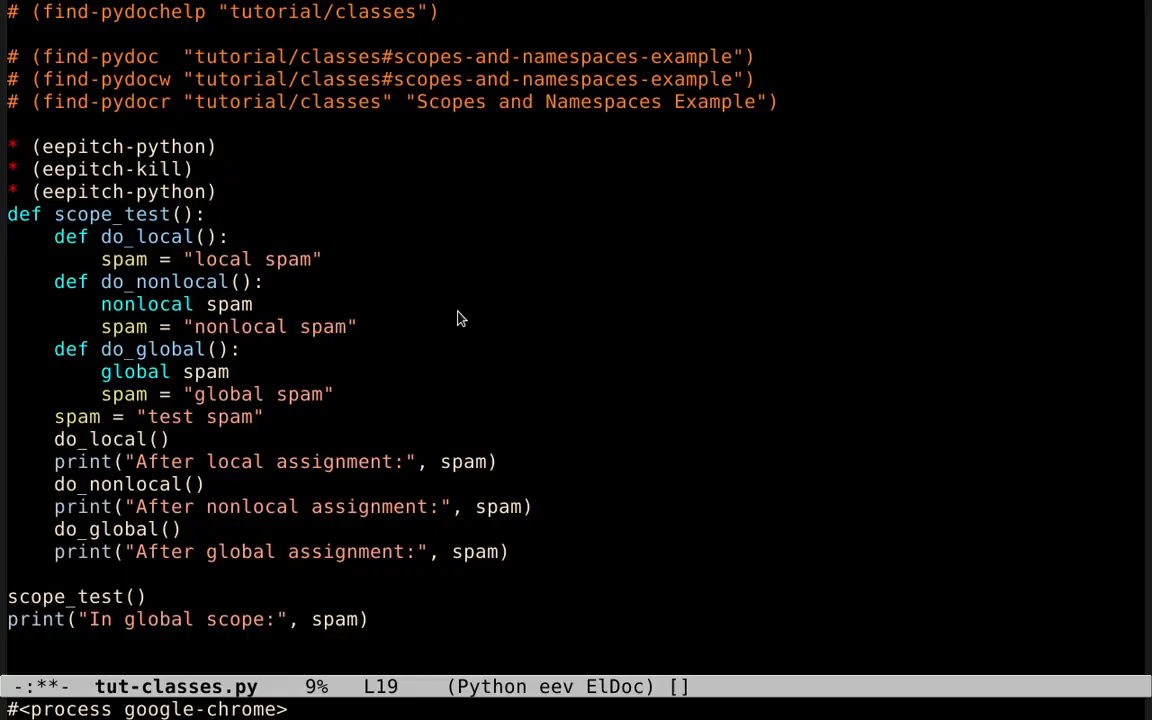 # (find-pydochelp "tutorial/classes")
# (find-pydoc  "tutorial/classes#scopes-and-namespaces-example")
# (find-pydocw "tutorial/classes#scopes-and-namespaces-example")
# (find-pydocr "tutorial/classes" "Scopes and Namespaces Example")
* (eepitch-python)
* (eepitch-kill)
* (eepitch-python)
def scope_test():
    def do_local():
        spam = "local spam"
    def do_nonlocal():
        nonlocal spam
        spam = "nonlocal spam"
    def do_global():
        global spam
        spam = "global spam"
    spam = "test spam"
    do_local()
    print("After local assignment:", spam)
    do_nonlocal()
    print("After nonlocal assignment:", spam)
    do_global()
    print("After global assignment:", spam)
scope_test()
print("In global scope:", spam)
-:**-  tut-classes.py    9%   L19    (Python eev ElDoc) []
#<process google-chrome>